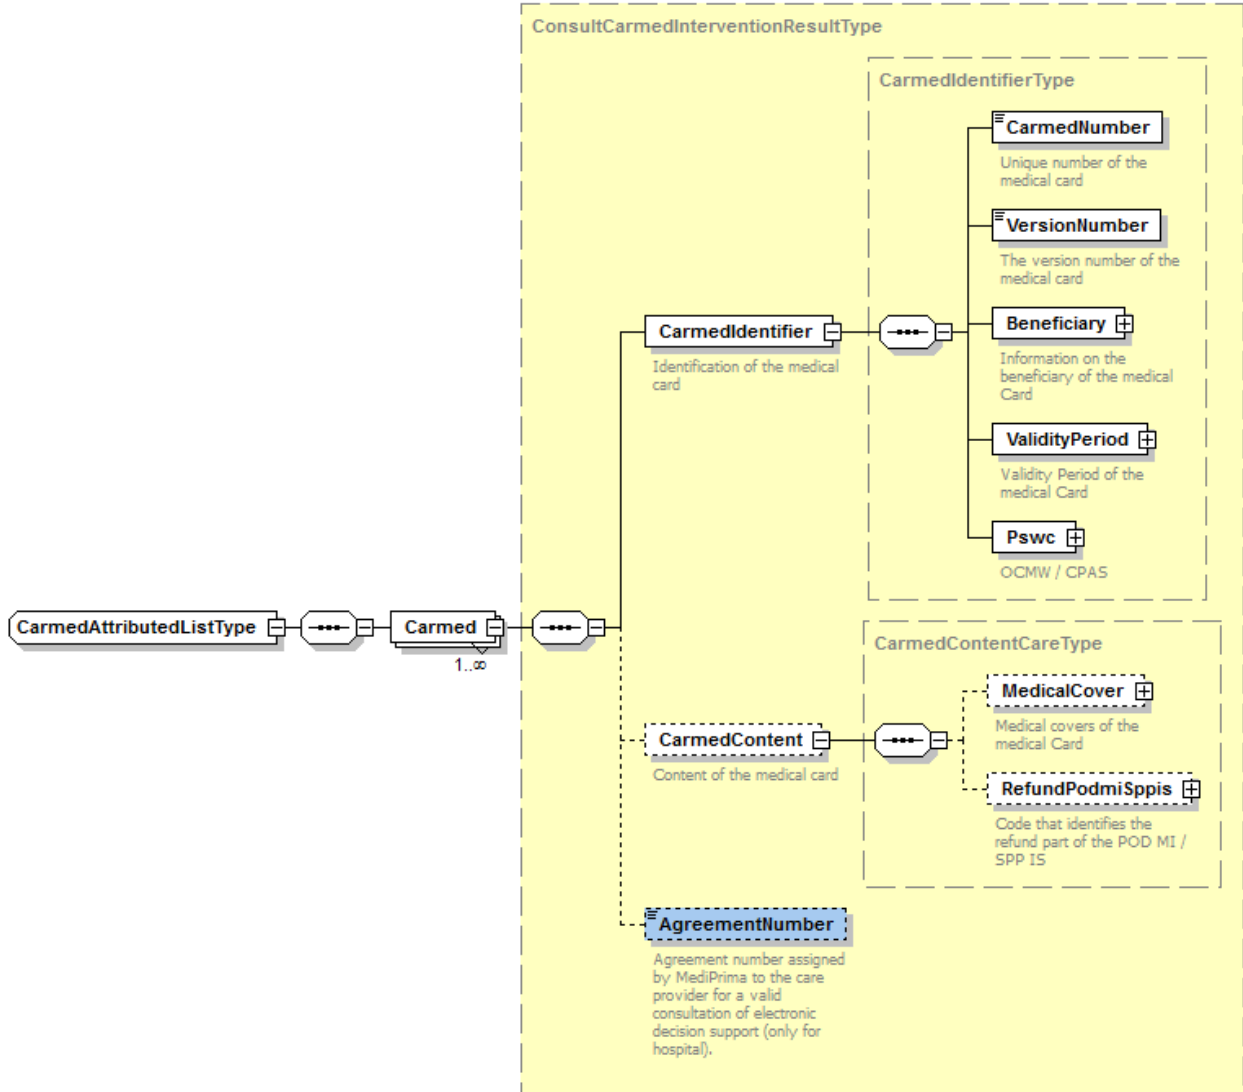 ConsultCarmedInterventionResultType
CarmedIdentifierType
CarmedNumber
Unique number of the
medical card
VersionNumber
The version number of the
medical card
CarmedIdentifier
Identification of the medical
card
Beneficiary
Information on the
beneficiary of the medical
Card
ValidityPeriod
Validity Period of the
medical Card
Pswc
OCMW / CPAS
CarmedAttributedListType
Carmed
1..∞
CarmedContentCareType
MedicalCover
Medical covers of the
medical Card
CarmedContent
Content of the medical card
RefundPodmiSppis
Code that identifies the
refund part of the POD MI /
SPP IS
AgreementNumber
Agreement number assigned
by MediPrima to the care
provider for a valid
consultation of electronic
decision support (only for
hospital).